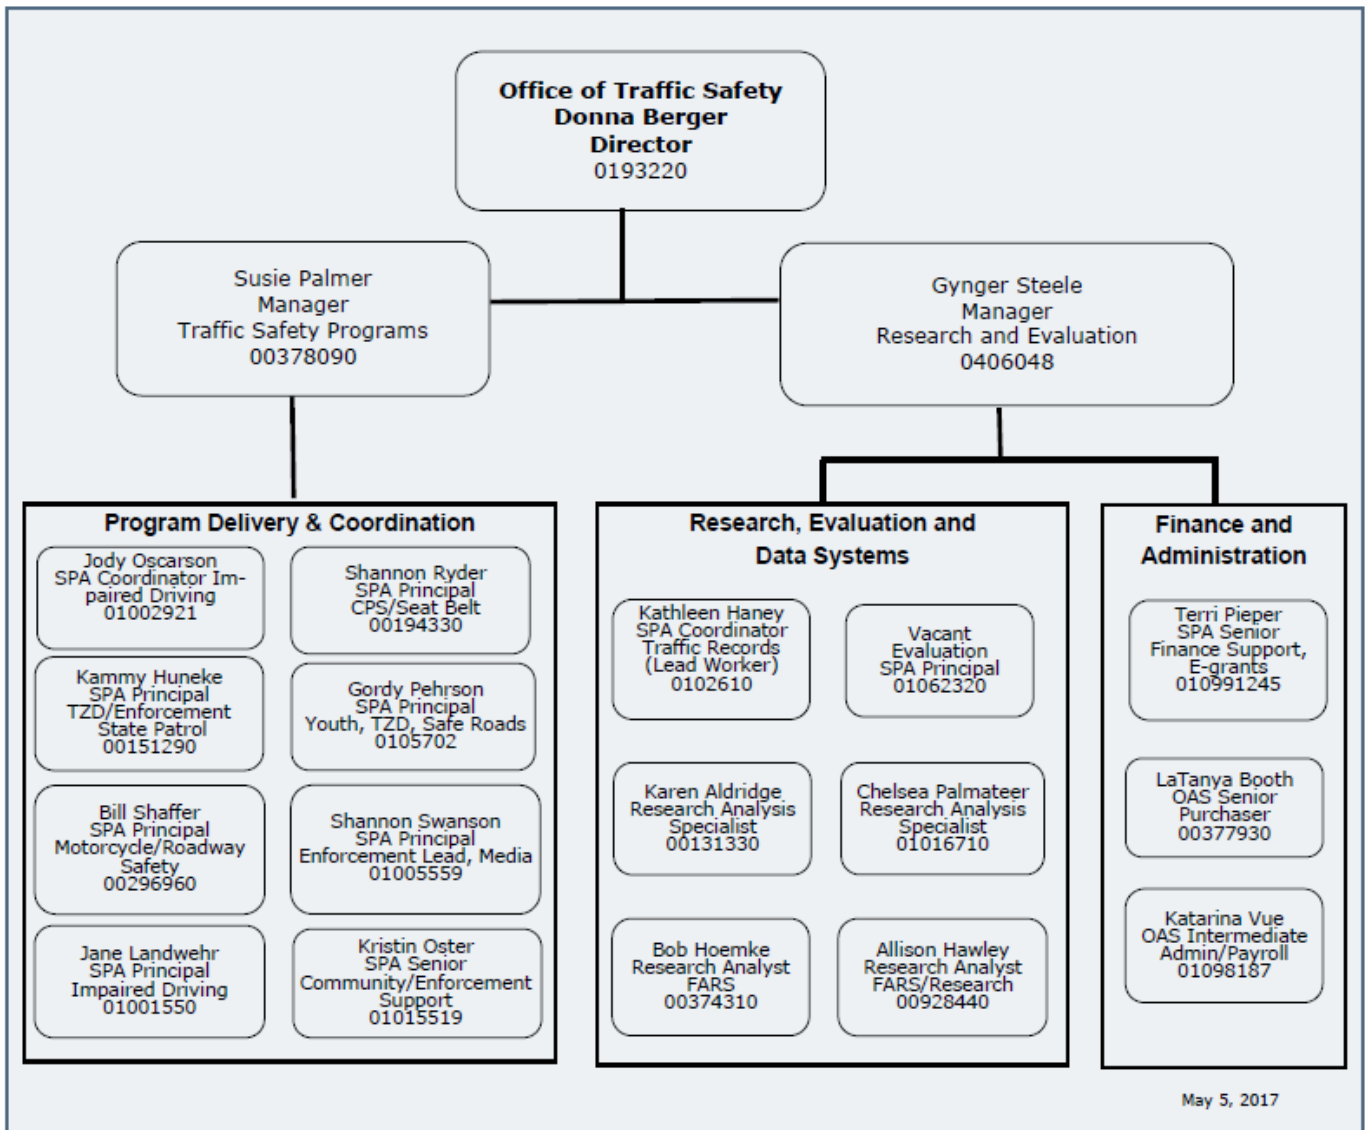 Office of Traffic Safety
Donna Berger
Director
0193220
Susie Palmer
Manager
Traffic Safety Programs
00378090
Gynger Steele
Manager
Research and Evaluation
0406048
Program Delivery & Coordination
Jody Oscarson
SPA Coordinator Im-
paired Driving
01002921
Shannon Ryder
SPA Principal
CPS/Seat Belt
00194330
Kammy Huneke
SPA Principal
TZD/Enforcement
State Patrol
00151290
Gordy Pehrson
SPA Principal
Youth, TZD, Safe Roads
0105702
Bill Shaffer
SPA Principal
Motorcycle/Roadway
Safety
00296960
Shannon Swanson
SPA Principal
Enforcement Lead, Media
01005559
Jane Landwehr
SPA Principal
Impaired Driving
01001550
Kristin Oster
SPA Senior
Community/Enforcement
Support
01015519
Research, Evaluation and
Data Systems
Kathleen Haney
SPA Coordinator
Traffic Records
(Lead Worker)
0102610
Vacant
Evaluation
SPA Principal
01062320
Karen Aldridge
Research Analysis
Specialist
00131330
Chelsea Palmateer
Research Analysis
Specialist
01016710
Bob Hoemke
Research Analyst
FARS
00374310
Allison Hawley
Research Analyst
FARS/Research
00928440
Finance and
Administration
Terri Pieper
SPA Senior
Finance Support,
E-grants
010991245
LaTanya Booth
OAS Senior
Purchaser
00377930
Katarina Vue
OAS Intermediate
Admin/Payroll
01098187
May 5, 2017